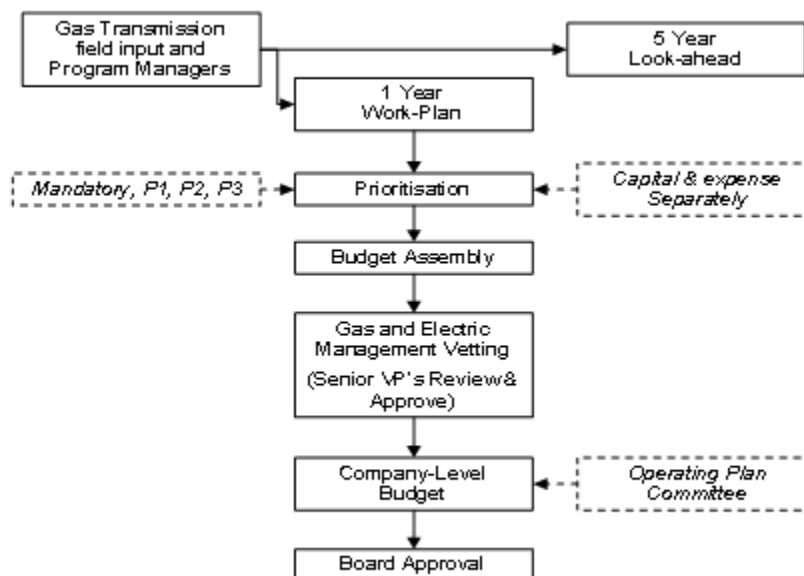 Gas Transmission
field input and
Program Managers
5 Year
Look-ahead
1 Year
Work-Plan
Mandatory, P1, P2, P3
Prioritisation
Capital & expense
Separately
Budget Assembly
Gas and Electric
Management Vetting
(Senior VP's Review &
Approve)
Company-Level
Budget
Operating Plan
Committee
Board Approval